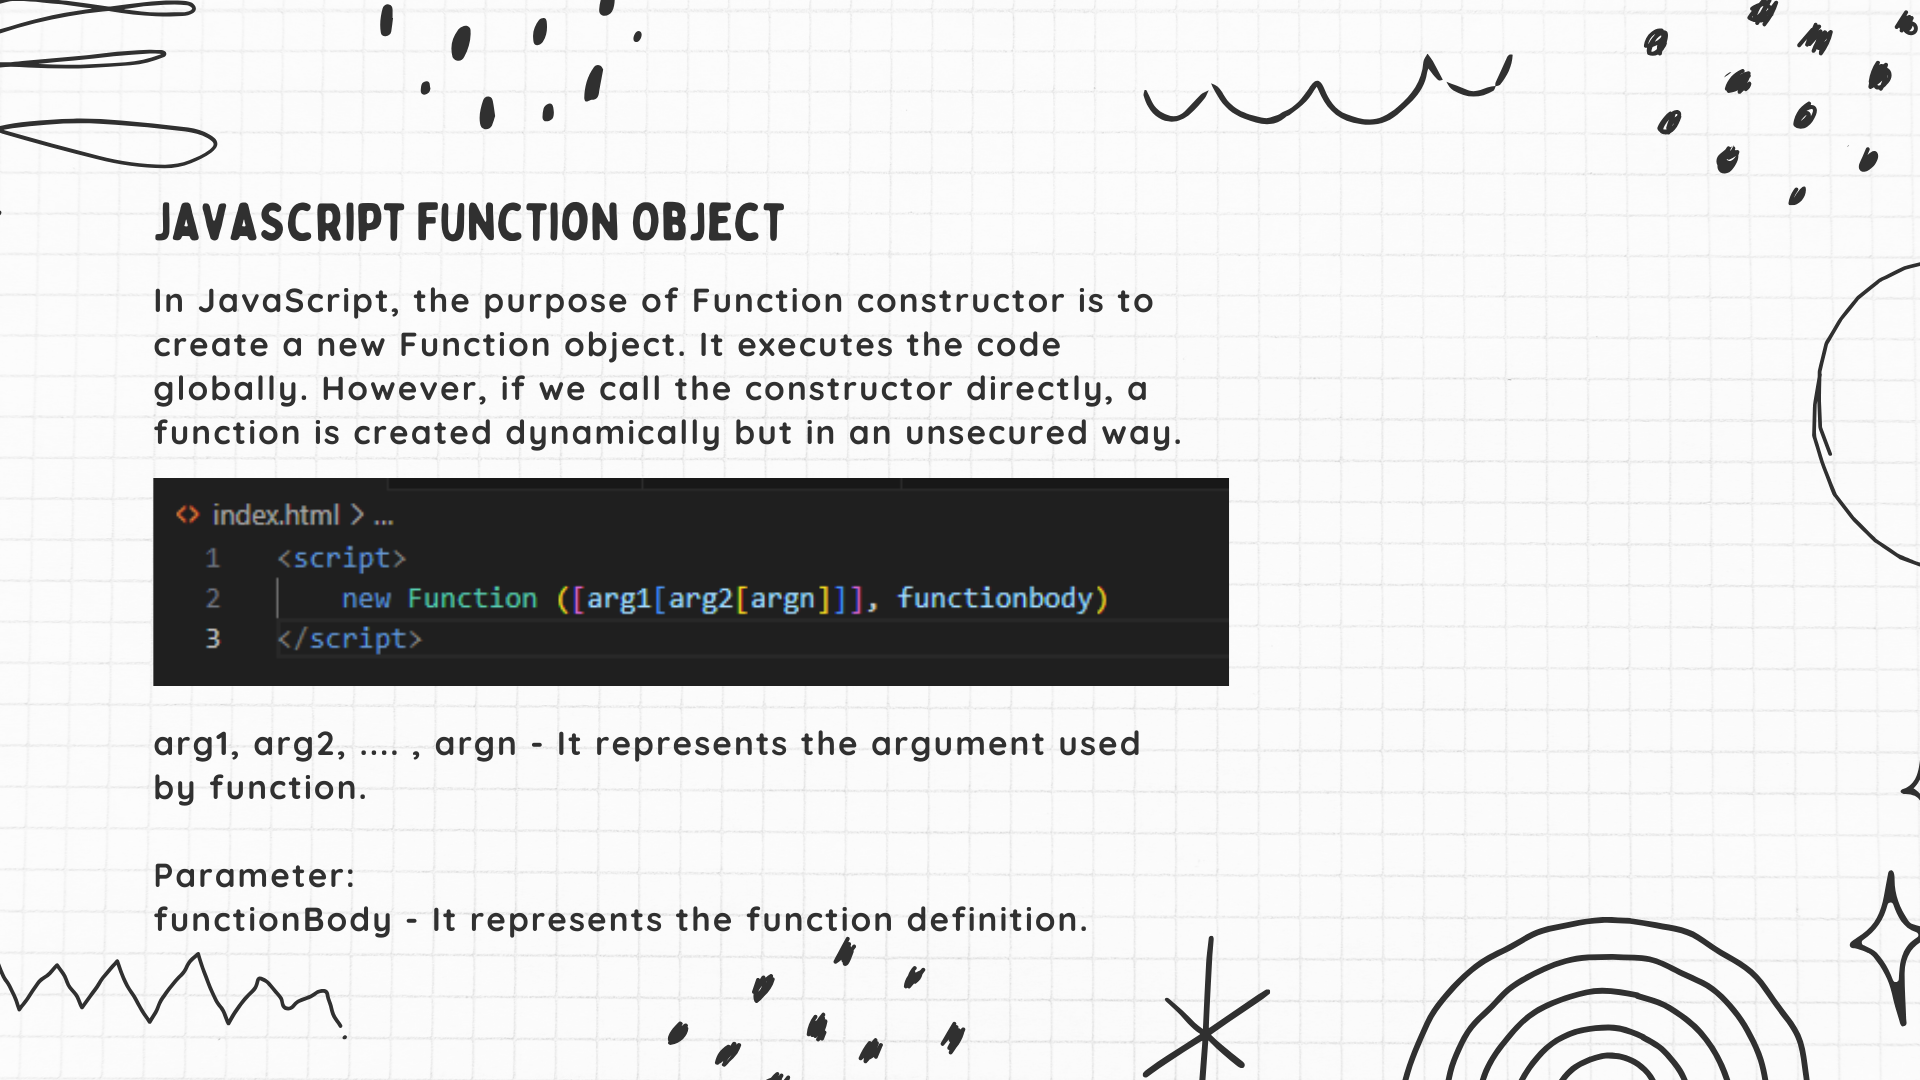 JAVASCRIPT FUNCTION OBJECT
In JavaScript, the purpose of Function constructor is to
create a new Function object. It executes the code
globally. However, if we call the constructor directly, a
function is created dynamically but in an unsecured way.
<> index.html > ...
1 <script>
2 new Function ([arg1[arg2[argn]]], functionbody)
3 </script>
arg1, arg2, .... , argn - It represents the argument used
by function.
Parameter:
functionBody - It represents the function definition.